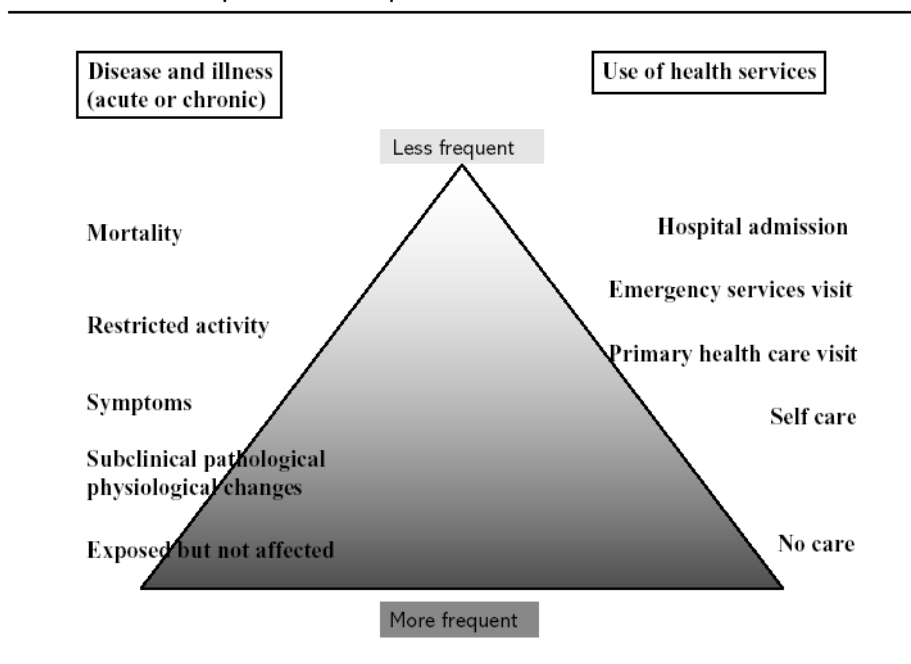 Disease and illness
(acute or chronic)
Use of health services
Less frequent
Mortality
Hospital admission
Emergency services visit
Restricted activity
Primary health care visit
Symptoms
Self care
Subclinical pathological
physiological changes
Exposed but not affected
No care
More frequent